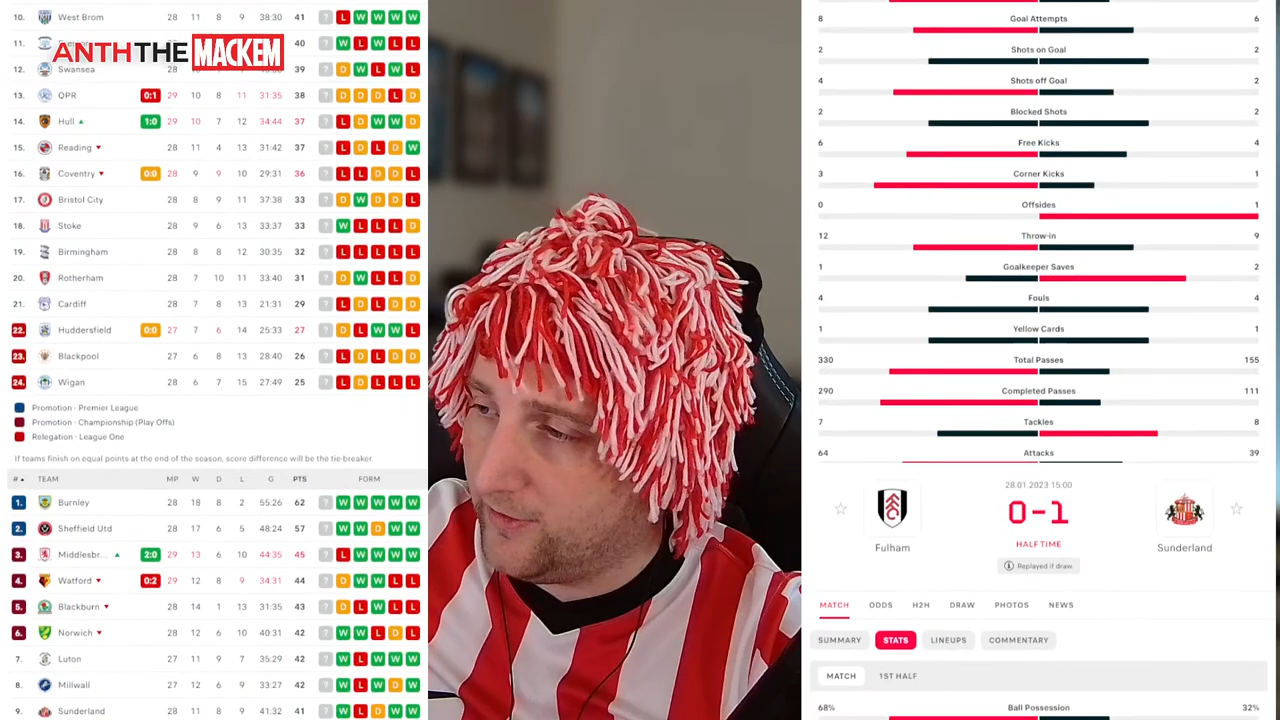 10. West Brom 28 11 8 9 38:30 41 ? L W L W W
11. 40 ? W L W L L
ANTHTHE MACKEM
12. Swansea 28 39 ? D W L W L
13. QPR 0:1 29 10 8 11 31:35 38 ? D D D L D
14. Hull 1:0 29 10 7 12 34:44 37 ? L D W W D
15. Reading 28 11 4 13 31:42 37 ? L D L D W
16. Coventry 0:0 28 9 9 10 29:31 36 ? L L D D L
17. Bristol City 28 8 9 11 37:38 33 ? D W D D W
18. Stoke 28 9 6 13 33:37 33 ? W L L L D
19. Birmingham 28 8 8 12 30:35 32 ? L L L L L
20. Rotherham 28 7 10 11 33:40 31 ? D W L L D
21. Cardiff 28 7 8 13 21:31 29 ? L D L D D
22. Huddersfield 0:0 27 7 6 14 25:33 27 ? D L W W L
23. Blackpool 27 6 8 13 28:40 26 ? L D L D D
24. Wigan 28 6 7 15 27:49 25 ? L D L L L
Promotion - Premier League
Promotion - Championship (Play Offs)
Relegation - League One
If teams finish on equal points at the end of the season, score difference will be the tie-breaker.
# TEAM MP W D L G PTS FORM
1. Burnley 28 18 8 2 55:26 62 ? W W W W W
2. Sheffield Utd 28 17 6 5 48:24 57 ? W W D W W
3. Middlesbr... 2:0 29 13 6 10 44:35 45 ? L W W W W
4. Watford 0:2 29 12 8 9 34:31 44 ? D W W L L
5. Blackburn 28 14 1 13 31:35 43 ? D L W L L
6. Norwich 28 12 6 10 40:31 42 ? W W L D L
7. Luton 27 11 9 7 35:29 42 ? W L W W W
8. Millwall 27 12 9 33:27 42 ? W L W D W
9. Sunderland 28 11 8 9 41:32 41 ? W L D W W
8 Goal Attempts 6
2 Shots on Goal 2
4 Shots off Goal 2
2 Blocked Shots 2
6 Free Kicks 4
3 Corner Kicks 1
0 Offsides 1
12 Throw-in 9
1 Goalkeeper Saves 2
4 Fouls 4
1 Yellow Cards 1
330 Total Passes 155
290 Completed Passes 111
7 Tackles 8
64 Attacks 39
28.01.2023 15:00
0-1
HALF TIME
Fulham Sunderland
Replayed if draw.
MATCH ODDS H2H DRAW PHOTOS NEWS
SUMMARY STATS LINEUPS COMMENTARY
MATCH 1ST HALF
68% Ball Possession 32%